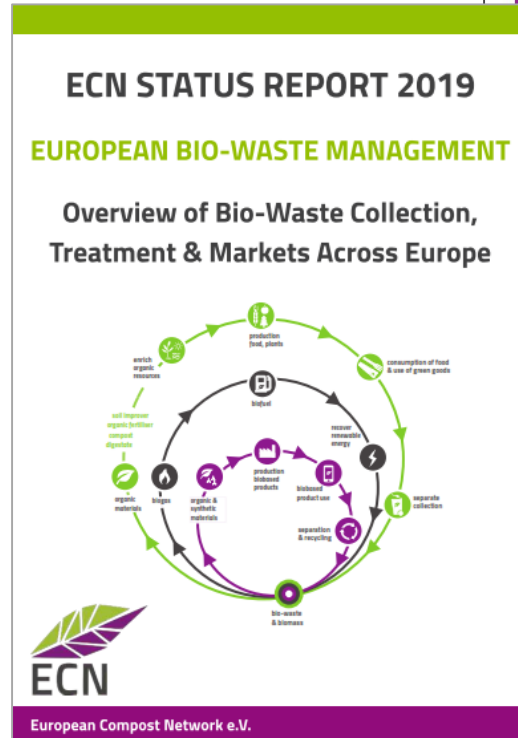 ECN STATUS REPORT 2019
EUROPEAN BIO-WASTE MANAGEMENT
Overview of Bio-Waste Collection,
Treatment & Markets Across Europe
production
food, plants
enrich
organic
resources
consumption of food
& use of green goods
biofuel
soil improver
organic fertiliser
compost
digestate
recover
renewable
energy
production
biobased
products
organic
materials
biogas
organic &
synthetic
materials
biobased
product use
separate
collection
separation
& recycling
bio-waste
& biomass
ECN
European Compost Network e.V.